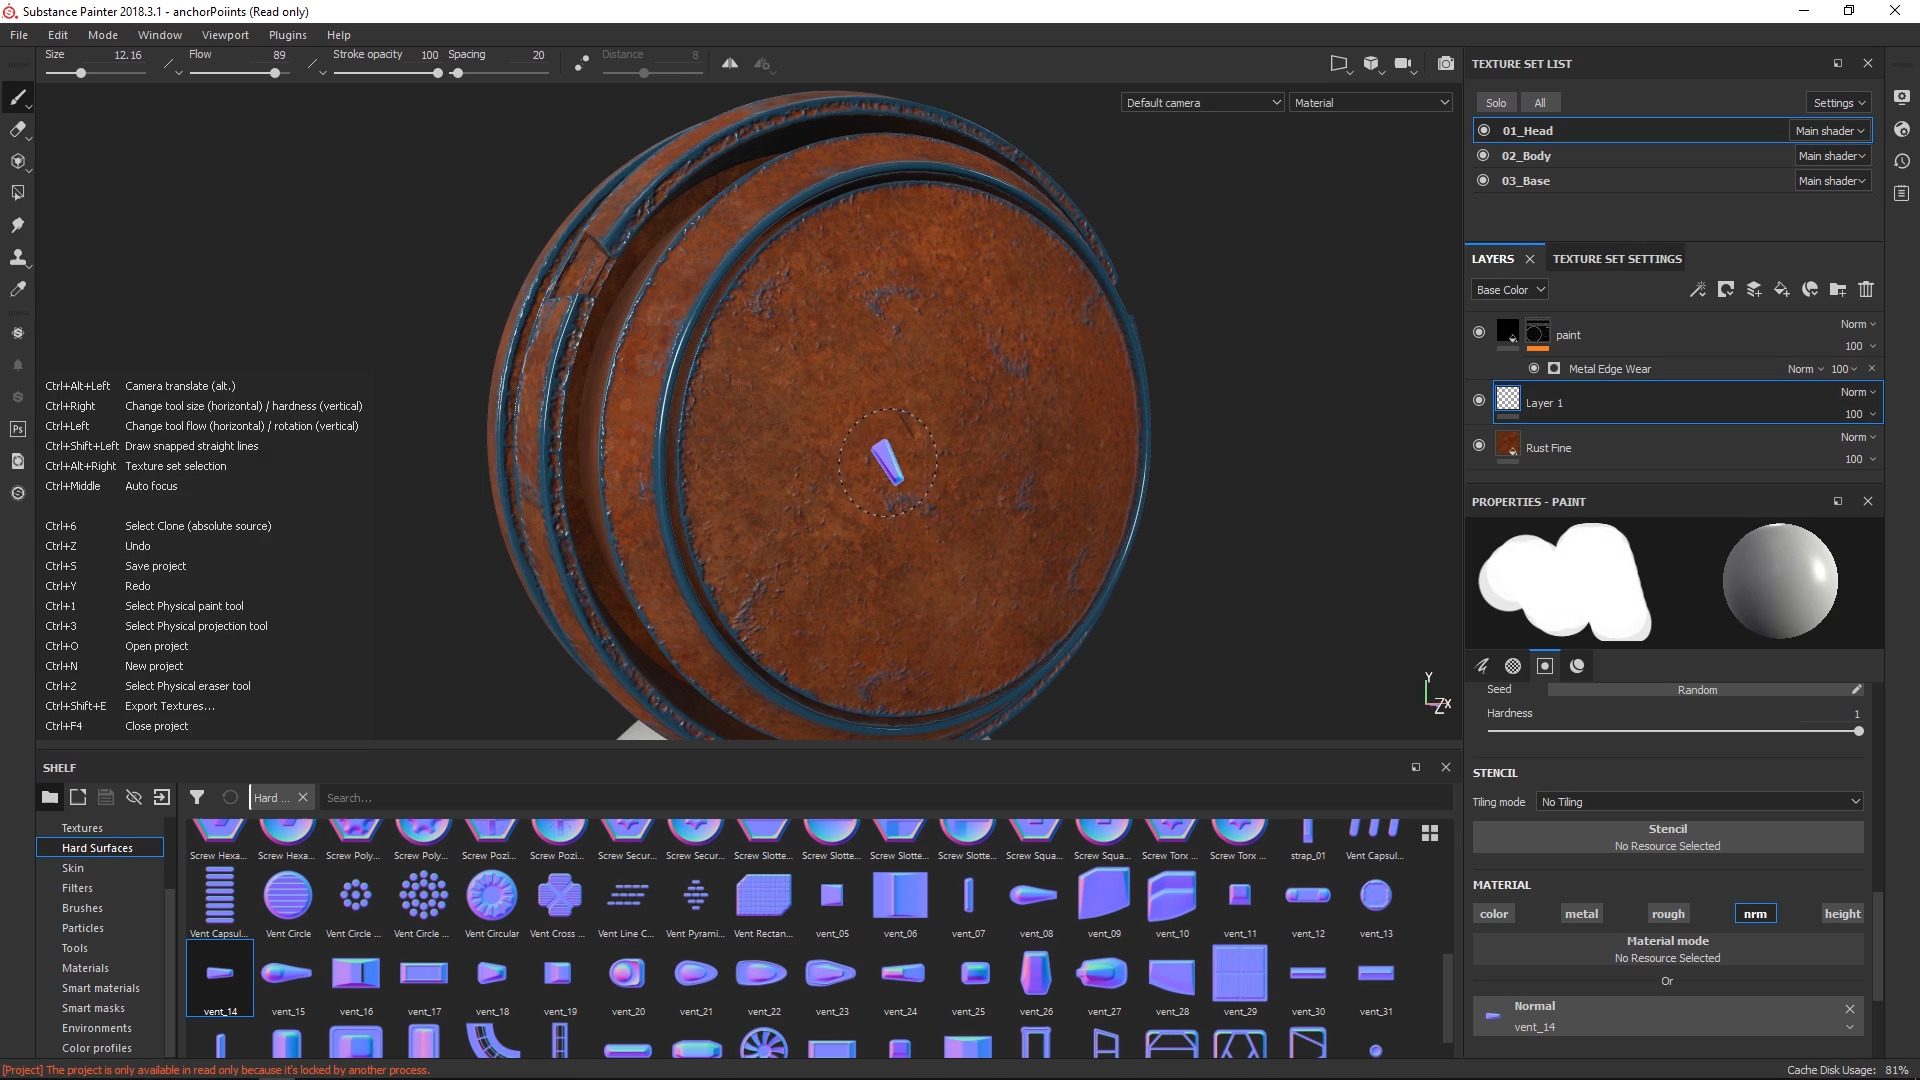 Substance Painter 2018.3.1 - anchorPoiints (Read only)
File Edit Mode Window Viewport Plugins Help
Size 12.16 Flow 89 Stroke opacity 100 Spacing 20 Distance 8
Default camera Material
Ctrl+Alt+Left Camera translate (alt.)
Ctrl+Right Change tool size (horizontal) / hardness (vertical)
Ctrl+Left Change tool flow (horizontal) / rotation (vertical)
Ctrl+Shift+Left Draw snapped straight lines
Ctrl+Alt+Right Texture set selection
Ctrl+Middle Auto focus
Ctrl+6 Select Clone (absolute source)
Ctrl+Z Undo
Ctrl+S Save project
Ctrl+Y Redo
Ctrl+1 Select Physical paint tool
Ctrl+3 Select Physical projection tool
Ctrl+O Open project
Ctrl+N New project
Ctrl+2 Select Physical eraser tool
Ctrl+Shift+E Export Textures...
Ctrl+F4 Close project
Ps
Y
Z X
TEXTURE SET LIST
Solo All Settings
01_Head Main shader
02_Body Main shader
03_Base Main shader
LAYERS TEXTURE SET SETTINGS
Base Color
paint Norm 100
Metal Edge Wear Norm 100
Layer 1 Norm 100
Rust Fine Norm 100
PROPERTIES - PAINT
Seed Random
Hardness 1
STENCIL
Tiling mode No Tiling
Stencil
No Resource Selected
MATERIAL
color metal rough nrm height
Material mode
No Resource Selected
Or
Normal
vent_14
SHELF
Hard ... Search...
Textures
Hard Surfaces
Skin
Filters
Brushes
Particles
Tools
Materials
Smart materials
Smart masks
Environments
Color profiles
Screw Hexa... Screw Hexa... Screw Poly... Screw Poly... Screw Pozi... Screw Pozi... Screw Secur... Screw Secur... Screw Slotte... Screw Slotte... Screw Slotte... Screw Slotte... Screw Squa... Screw Squa... Screw Torx ... Screw Torx ... strap_01 Vent Capsul...
Vent Capsul... Vent Circle Vent Circle ... Vent Circle ... Vent Circular Vent Cross ... Vent Line C... Vent Pyrami... Vent Rectan... vent_05 vent_06 vent_07 vent_08 vent_09 vent_10 vent_11 vent_12 vent_13
vent_14 vent_15 vent_16 vent_17 vent_18 vent_19 vent_20 vent_21 vent_22 vent_23 vent_24 vent_25 vent_26 vent_27 vent_28 vent_29 vent_30 vent_31
[Project] The project is only available in read only because it's locked by another process.
Cache Disk Usage: 81%